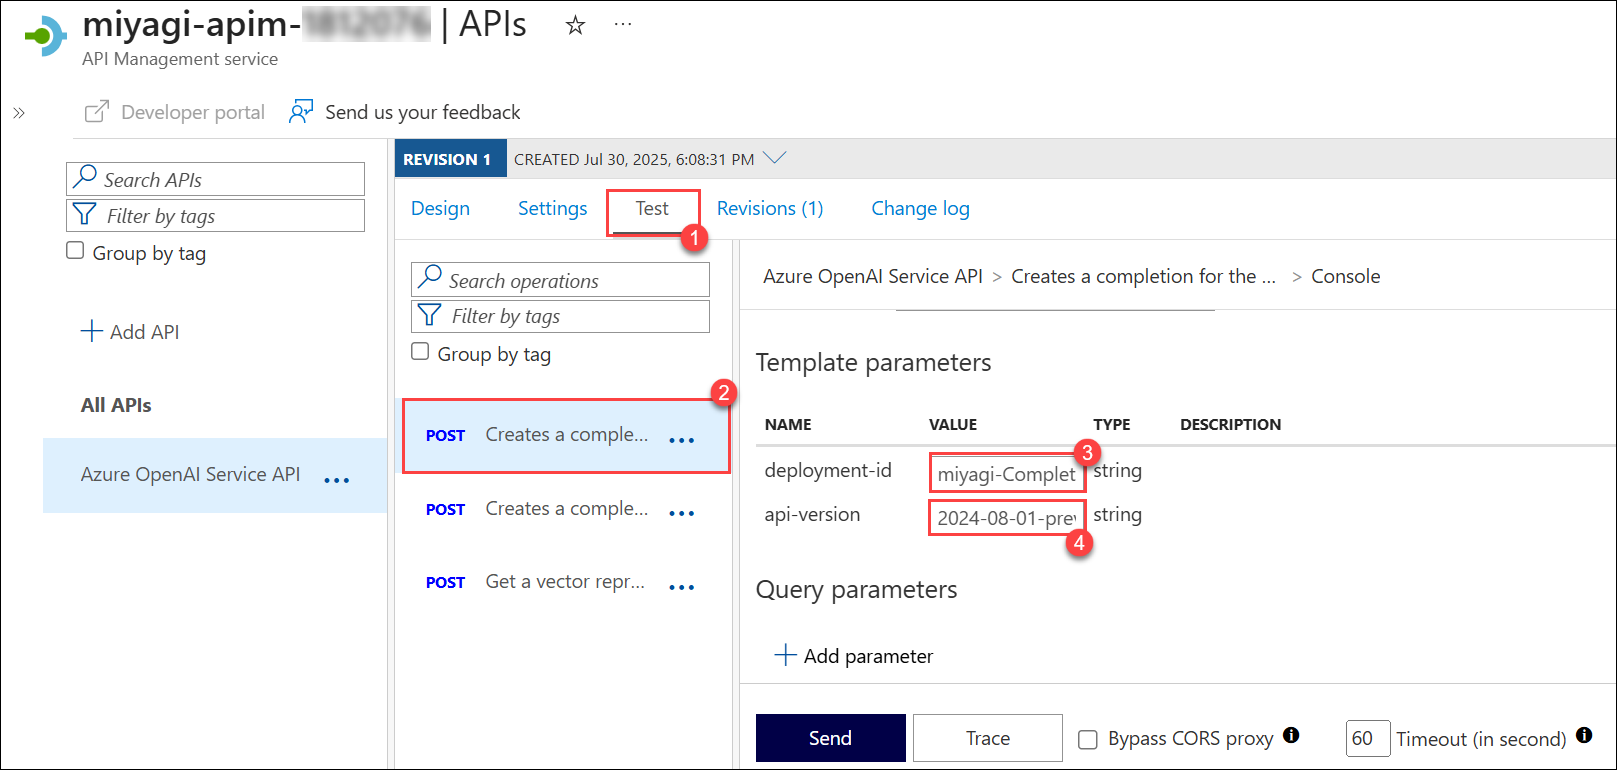 miyagi-apim- | APIs
API Management service
Developer portal
Send us your feedback
Search APIs
Filter by tags
Group by tag
Add API
All APIs
Azure OpenAI Service API
REVISION 1
CREATED Jul 30, 2025, 6:08:31 PM
Design
Settings
Test
Revisions (1)
Change log
1
Search operations
Filter by tags
Group by tag
2
POST Creates a comple...
POST Creates a comple...
POST Get a vector repr...
Azure OpenAI Service API > Creates a completion for the ... > Console
Template parameters
NAME VALUE TYPE DESCRIPTION
3
deployment-id miyagi-Complet string
api-version 2024-08-01-prev string
4
Query parameters
Add parameter
Send
Trace
Bypass CORS proxy
60 Timeout (in second)